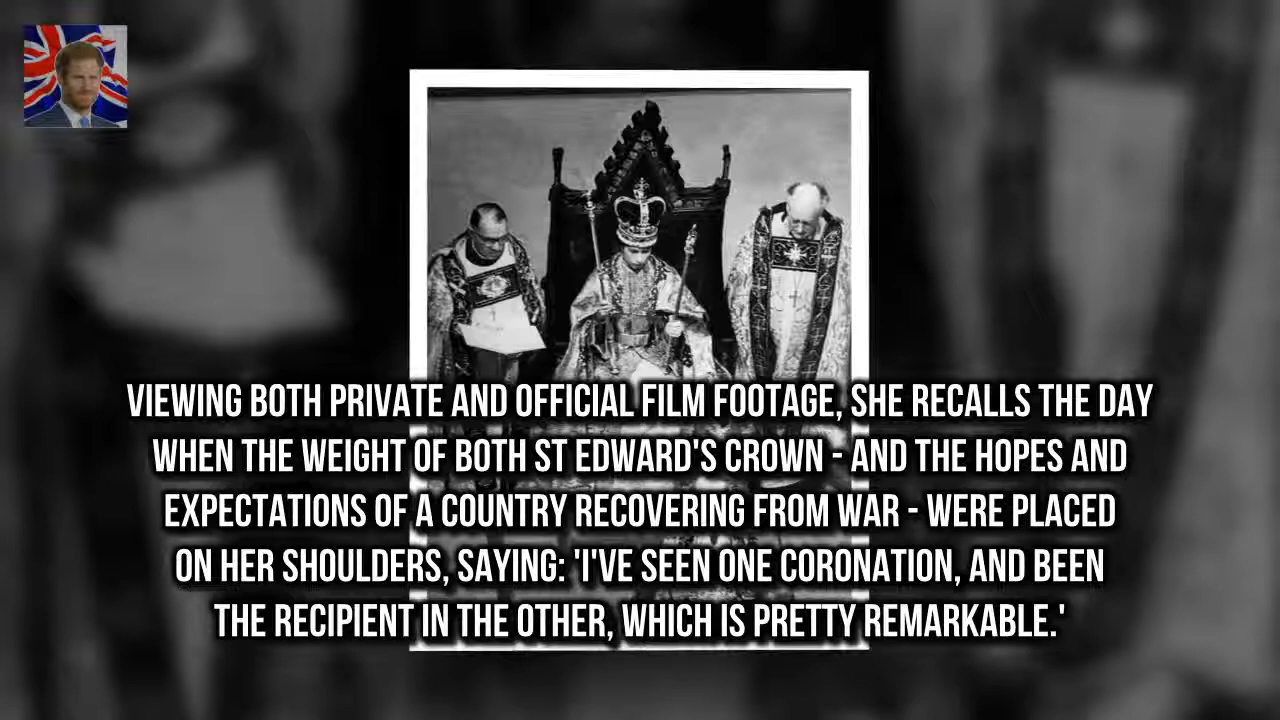 VIEWING BOTH PRIVATE AND OFFICIAL FILM FOOTAGE, SHE RECALLS THE DAY
WHEN THE WEIGHT OF BOTH ST EDWARD'S CROWN - AND THE HOPES AND
EXPECTATIONS OF A COUNTRY RECOVERING FROM WAR - WERE PLACED
ON HER SHOULDERS, SAYING: 'I'VE SEEN ONE CORONATION, AND BEEN
THE RECIPIENT IN THE OTHER, WHICH IS PRETTY REMARKABLE.'